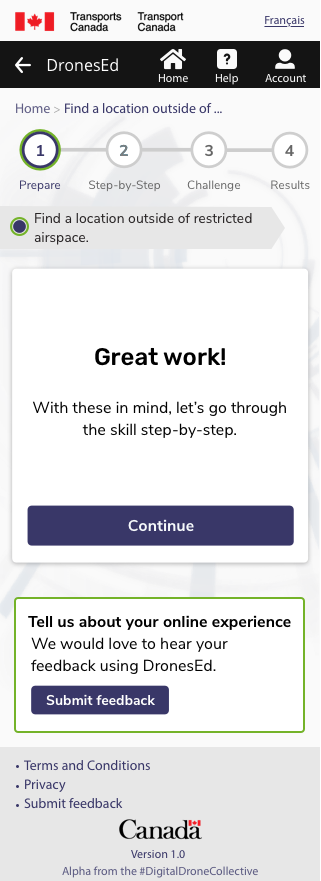 Transports Canada
Transport Canada
Français
DronesEd
Home
?
Help
Account
Home > Find a location outside of ...
1
2
3
4
Prepare
Step-by-Step
Challenge
Results
Find a location outside of restricted
airspace.
Great work!
With these in mind, let’s go through
the skill step-by-step.
Continue
Tell us about your online experience
We would love to hear your
feedback using DronesEd.
Submit feedback
• Terms and Conditions
• Privacy
• Submit feedback
Canada
Version 1.0
Alpha from the #DigitalDroneCollective